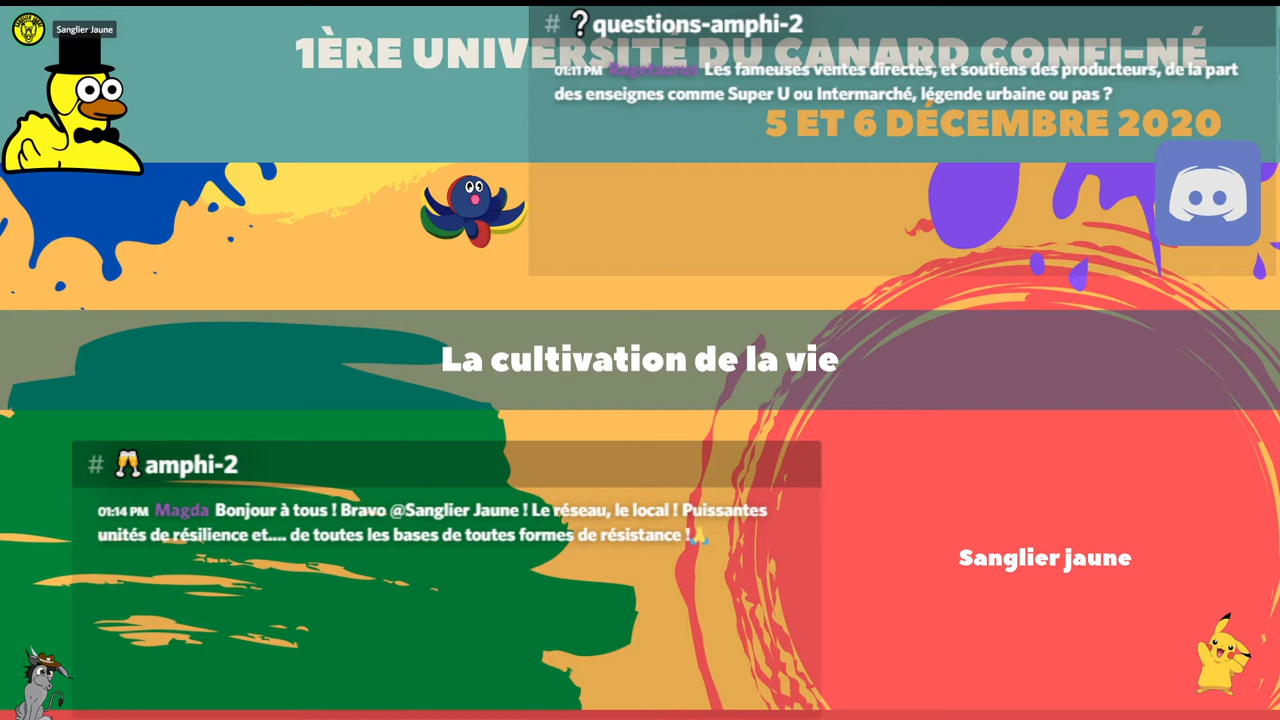 Sanglier Jaune
# ?questions-amphi-2
1ÈRE UNIVERSITÉ DU CANARD CONFI-NÉ
01:11 PM Les fameuses ventes directes, et soutiens des producteurs, de la part
des enseignes comme Super U ou Intermarché, légende urbaine ou pas ?
5 ET 6 DÉCEMBRE 2020
La cultivation de la vie
# amphi-2
01:14 PM Magda Bonjour à tous ! Bravo @Sanglier Jaune ! Le réseau, le local ! Puissantes
unités de résilience et.... de toutes les bases de toutes formes de résistance !🙏
Sanglier jaune